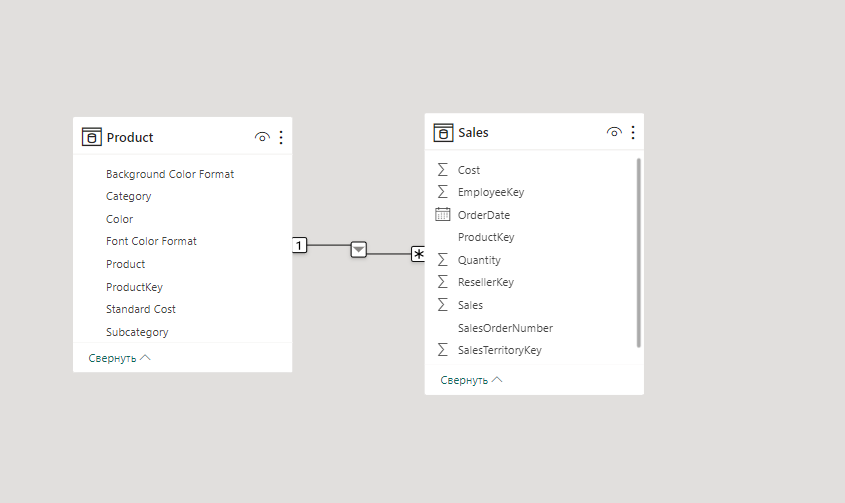 Product
Background Color Format
Category
Color
Font Color Format
Product
ProductKey
Standard Cost
Subcategory
Свернуть
1
*
Sales
Cost
EmployeeKey
OrderDate
ProductKey
Quantity
ResellerKey
Sales
SalesOrderNumber
SalesTerritoryKey
Свернуть